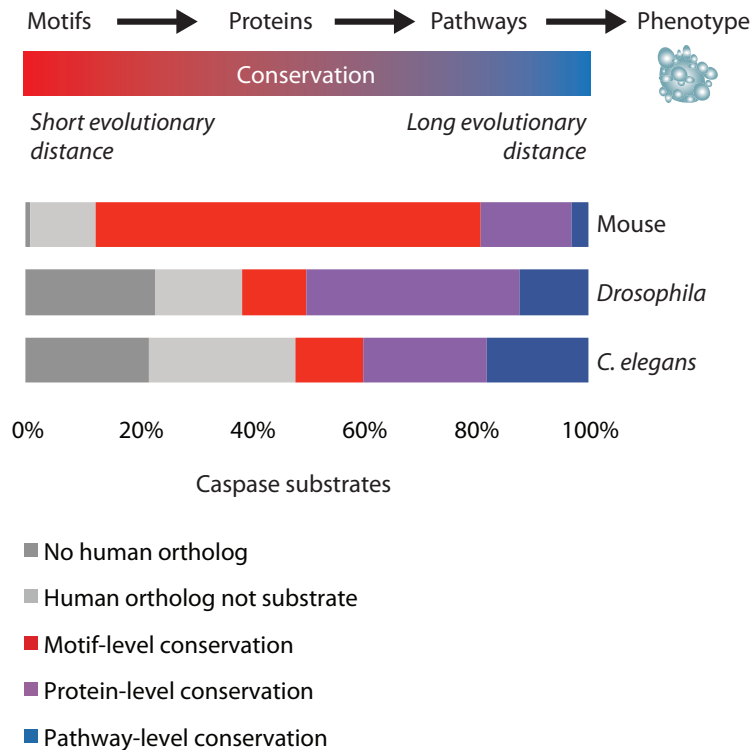 Motifs Proteins Pathways Phenotype
Conservation
Short evolutionary
distance
Long evolutionary
distance
Mouse
Drosophila
C. elegans
0% 20% 40% 60% 80% 100%
Caspase substrates
No human ortholog
Human ortholog not substrate
Motif-level conservation
Protein-level conservation
Pathway-level conservation